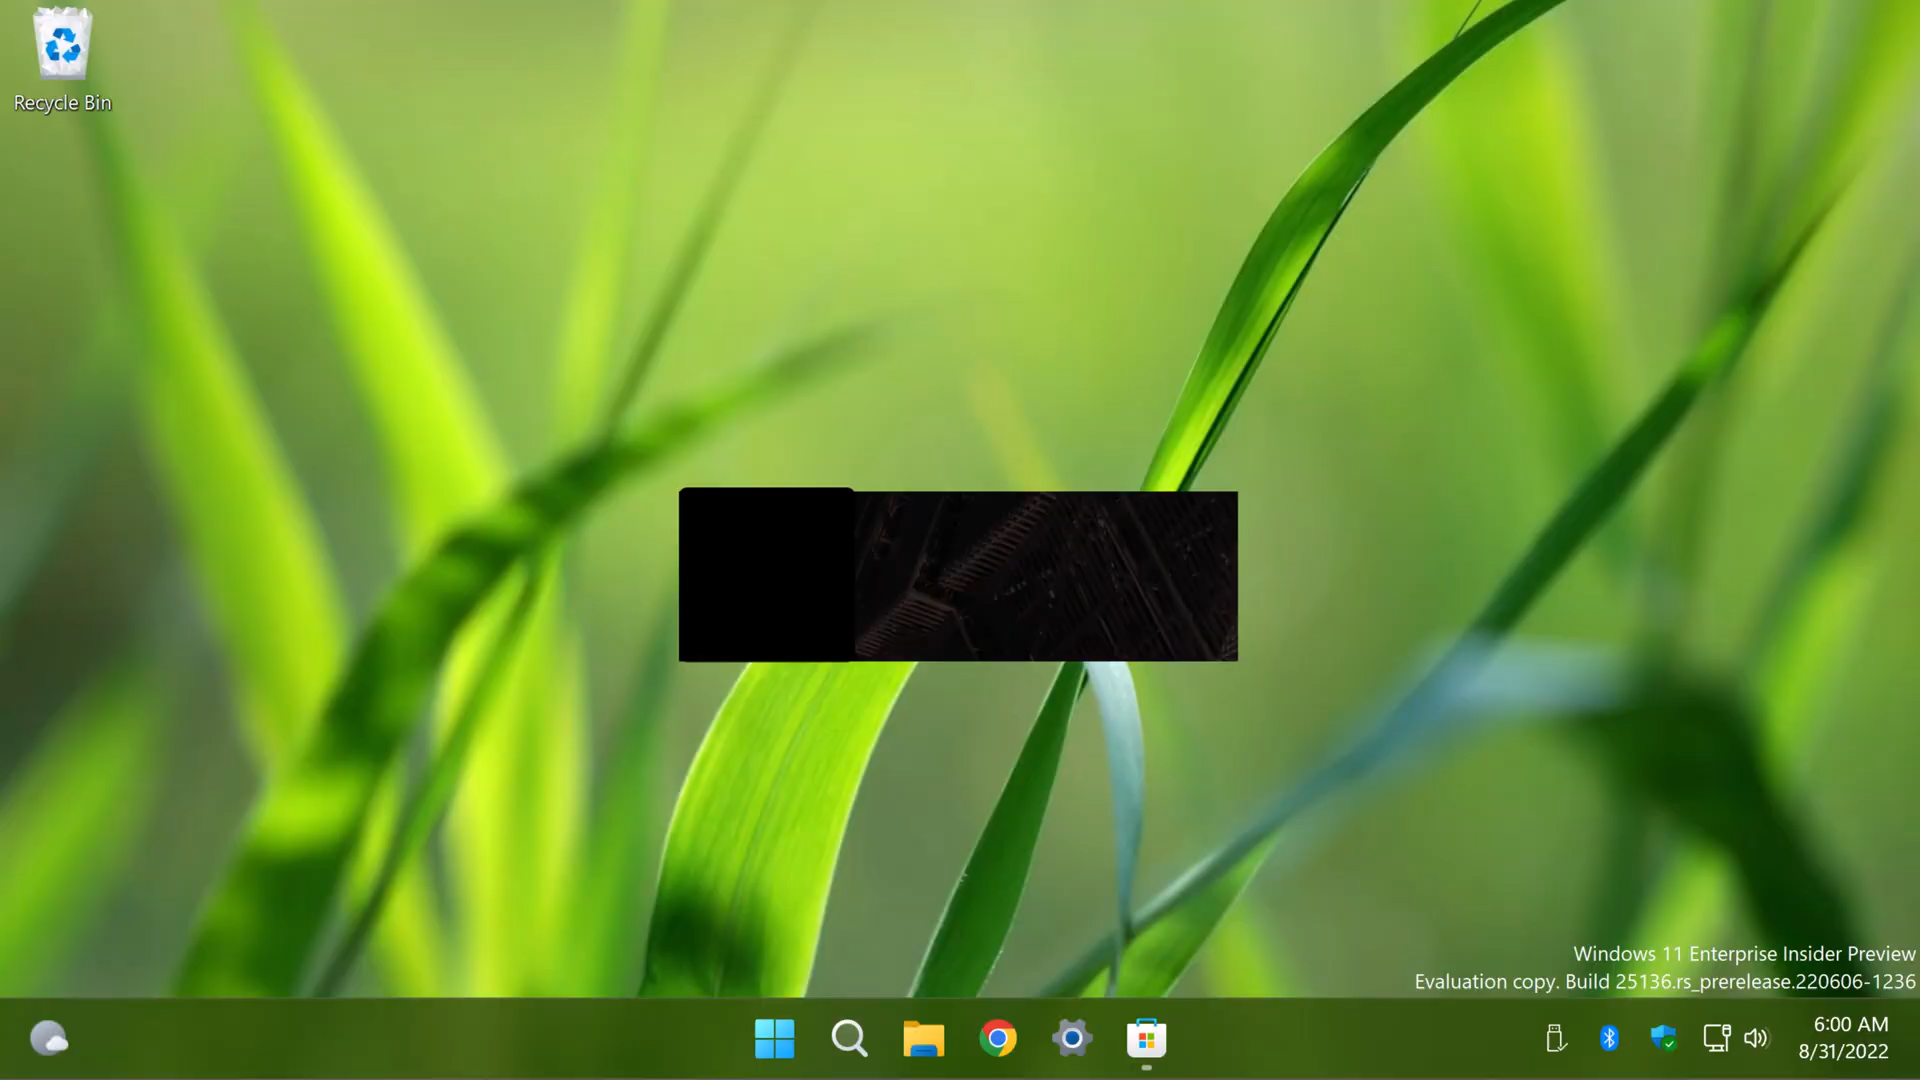 Recycle Bin
Windows 11 Enterprise Insider Preview
Evaluation copy. Build 25136.rs_prerelease.220606-1236
6:00 AM
8/31/2022